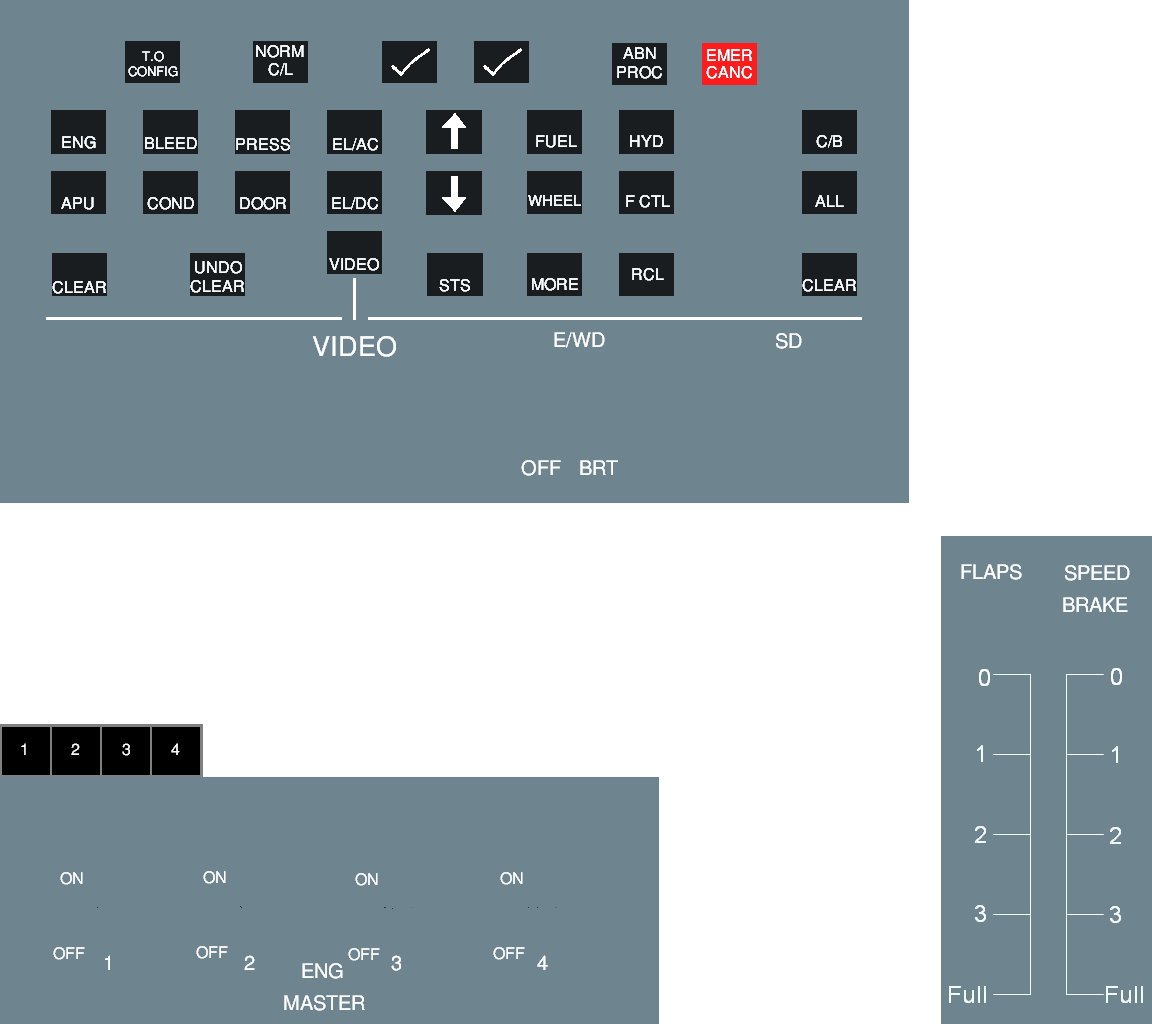 T.O
CONFIG
NORM
C/L
ABN
PROC
EMER
CANC
ENG
BLEED
PRESS
EL/AC
FUEL
HYD
C/B
APU
COND
DOOR
EL/DC
WHEEL
F CTL
ALL
CLEAR
UNDO
CLEAR
VIDEO
STS
MORE
RCL
CLEAR
VIDEO
E/WD
SD
OFF BRT
FLAPS
SPEED
BRAKE
0
0
1
1
2
2
3
3
Full
Full
1 2 3 4
ON ON ON ON
OFF 1 OFF 2 OFF 3 OFF 4
ENG
MASTER